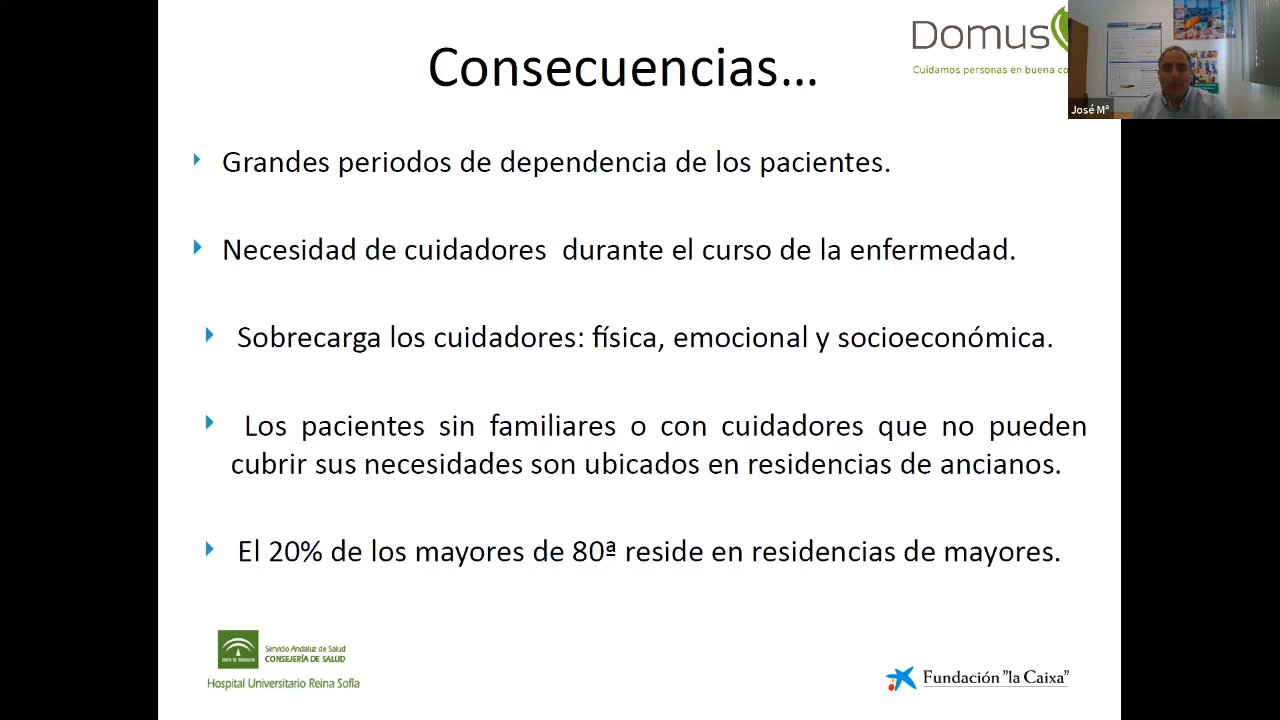 Consecuencias...
Domus
Cuidamos personas en buena co
José Mª
Grandes periodos de dependencia de los pacientes.
Necesidad de cuidadores durante el curso de la enfermedad.
Sobrecarga los cuidadores: física, emocional y socioeconómica.
Los pacientes sin familiares o con cuidadores que no pueden
cubrir sus necesidades son ubicados en residencias de ancianos.
El 20% de los mayores de 80ª reside en residencias de mayores.
Servicio Andaluz de Salud
CONSEJERÍA DE SALUD
Hospital Universitario Reina Sofía
Fundación "la Caixa"